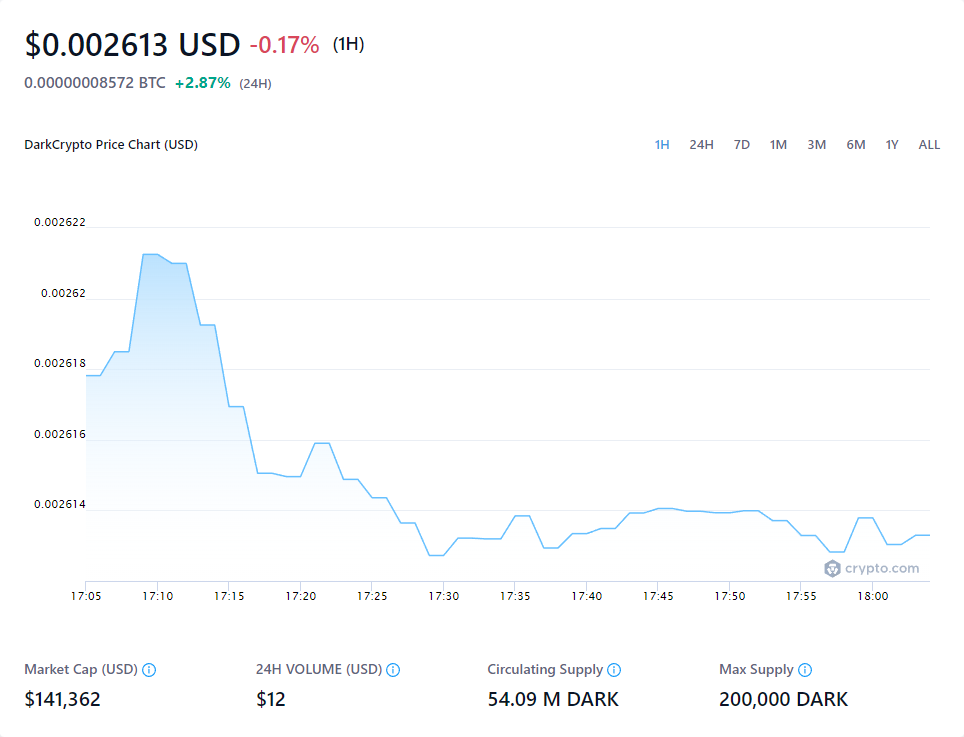 $0.002613 USD -0.17% (1H)
0.00000008572 BTC +2.87% (24H)
DarkCrypto Price Chart (USD) 1H 24H 7D 1M 3M 6M 1Y ALL
0.002622
0.00262
0.002618
0.002616
0.002614
crypto.com
17:05 17:10 17:15 17:20 17:25 17:30 17:35 17:40 17:45 17:50 17:55 18:00
Market Cap (USD) 24H VOLUME (USD) Circulating Supply Max Supply
$141,362 $12 54.09 M DARK 200,000 DARK